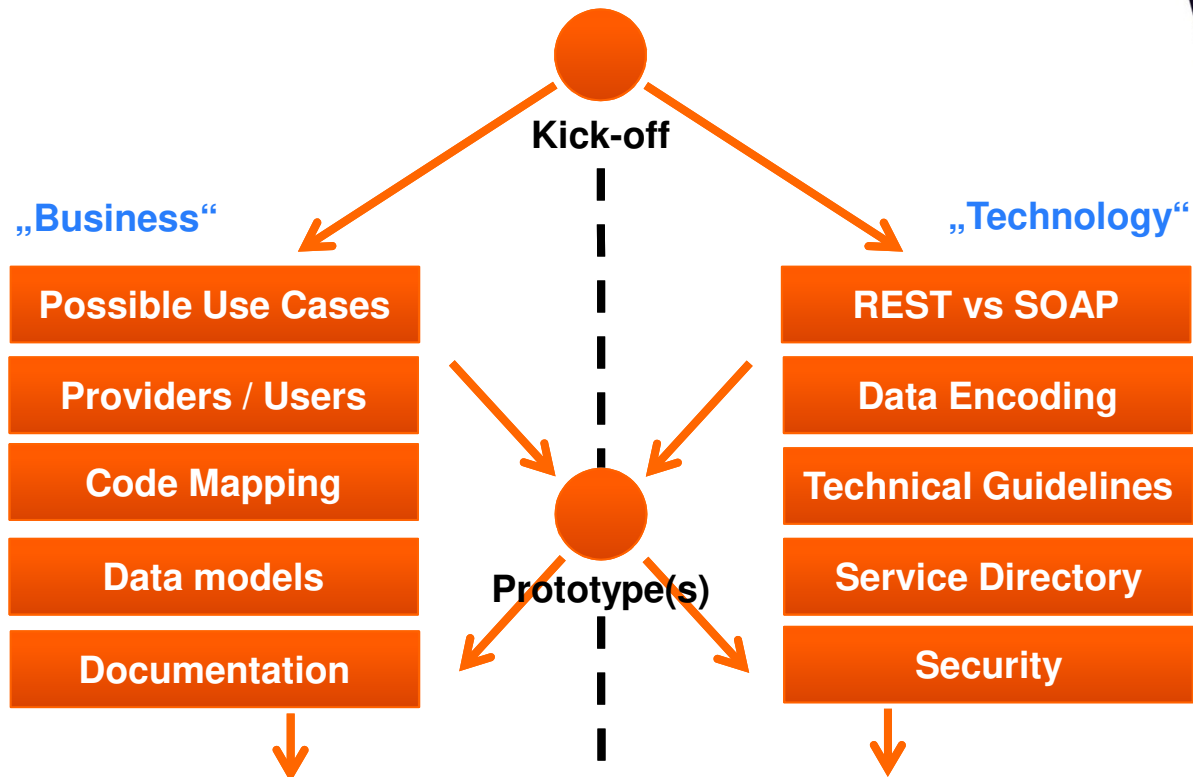 Kick-off
„Business“
Possible Use Cases
Providers / Users
Code Mapping
Data models
Documentation
„Technology“
REST vs SOAP
Data Encoding
Technical Guidelines
Service Directory
Security
Prototype(s)